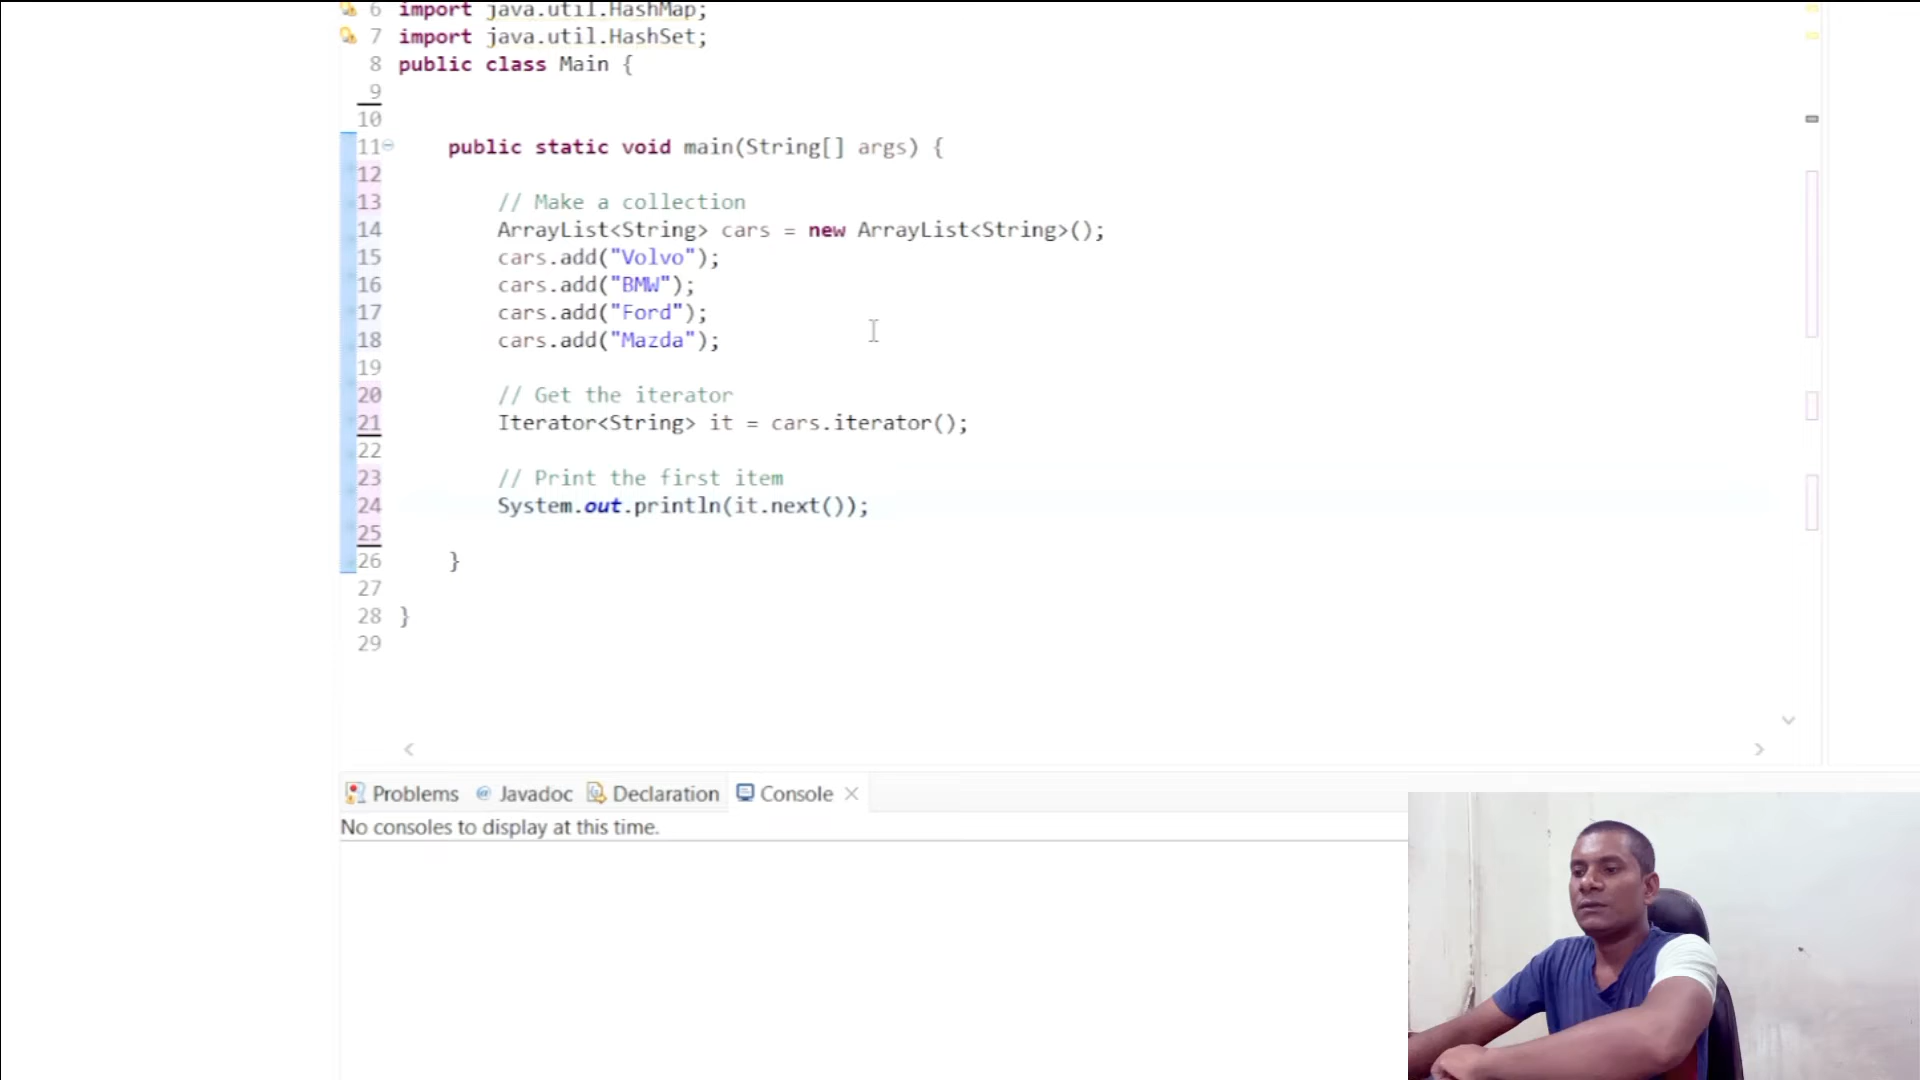 6 import java.util.HashMap;
7 import java.util.HashSet;
8 public class Main {
9
10
11 public static void main(String[] args) {
12
13 // Make a collection
14 ArrayList<String> cars = new ArrayList<String>();
15 cars.add("Volvo");
16 cars.add("BMW");
17 cars.add("Ford");
18 cars.add("Mazda");
19
20 // Get the iterator
21 Iterator<String> it = cars.iterator();
22
23 // Print the first item
24 System.out.println(it.next());
25
26 }
27
28 }
29
Problems @ Javadoc Declaration Console
No consoles to display at this time.